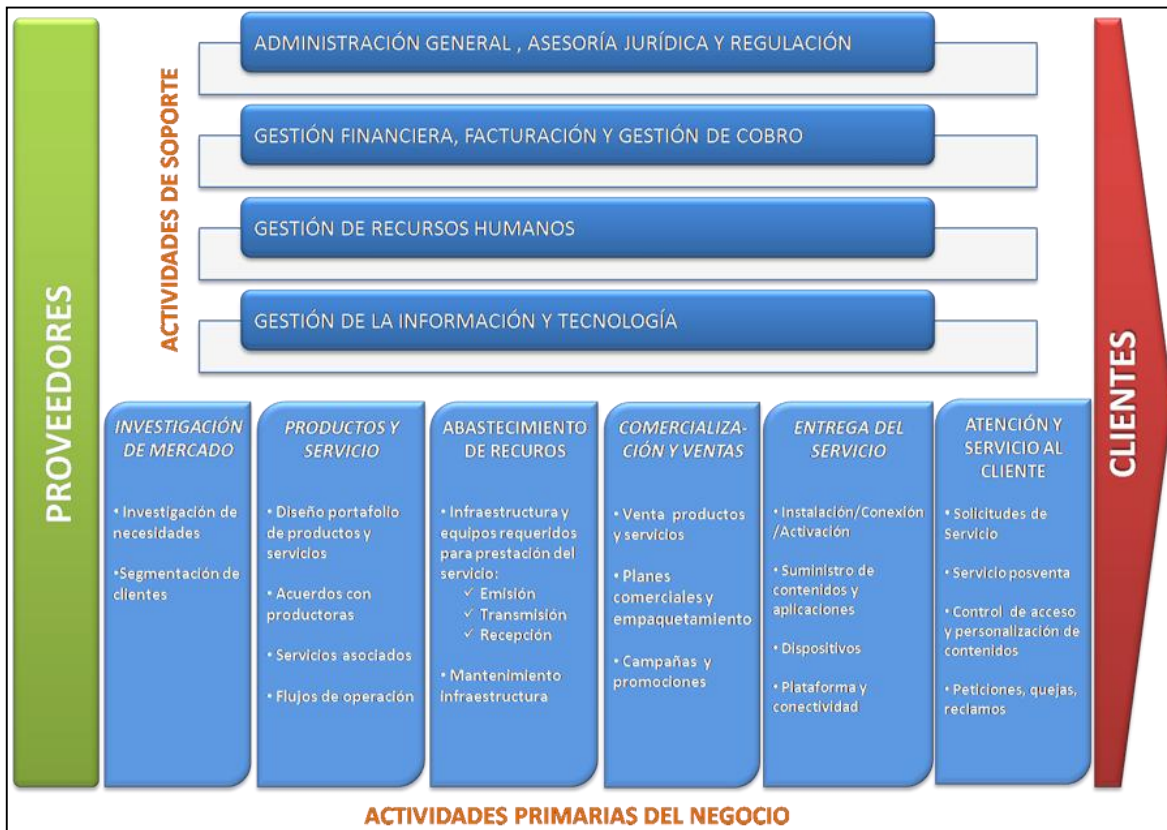 PROVEEDORES
ACTIVIDADES DE SOPORTE
ADMINISTRACIÓN GENERAL , ASESORÍA JURÍDICA Y REGULACIÓN
GESTIÓN FINANCIERA, FACTURACIÓN Y GESTIÓN DE COBRO
GESTIÓN DE RECURSOS HUMANOS
GESTIÓN DE LA INFORMACIÓN Y TECNOLOGÍA
INVESTIGACIÓN
DE MERCADO
• Investigación de
necesidades
•Segmentación de
clientes
PRODUCTOS Y
SERVICIO
• Diseño portafolio
de productos y
servicios
• Acuerdos con
productoras
• Servicios asociados
• Flujos de operación
ABASTECIMIENTO
DE RECUROS
• Infraestructura y
equipos requeridos
para prestación del
servicio:
✓ Emisión
✓ Transmisión
✓ Recepción
• Mantenimiento
infraestructura
COMERCIALIZA-
CIÓN Y VENTAS
• Venta productos
y servicios
• Planes
comerciales y
empaquetamiento
• Campañas y
promociones
ENTREGA DEL
SERVICIO
• Instalación/Conexión
/Activación
• Suministro de
contenidos y
aplicaciones
• Dispositivos
• Plataforma y
conectividad
ATENCIÓN Y
SERVICIO AL
CLIENTE
• Solicitudes de
Servicio
• Servicio posventa
• Control de acceso
y personalización de
contenidos
• Peticiones, quejas,
reclamos
CLIENTES
ACTIVIDADES PRIMARIAS DEL NEGOCIO